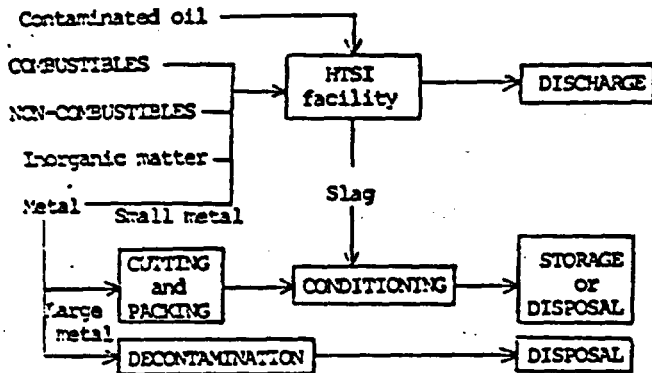 Contaminated oil
COMBUSTIBLES
HTSI
facility
DISCHARGE
NON-COMBUSTIBLES
Inorganic matter
Metal
Small metal
Slag
CUTTING
and
PACKING
CONDITIONING
STORAGE
or
DISPOSAL
Large
metal
DECONTAMINATION
DISPOSAL